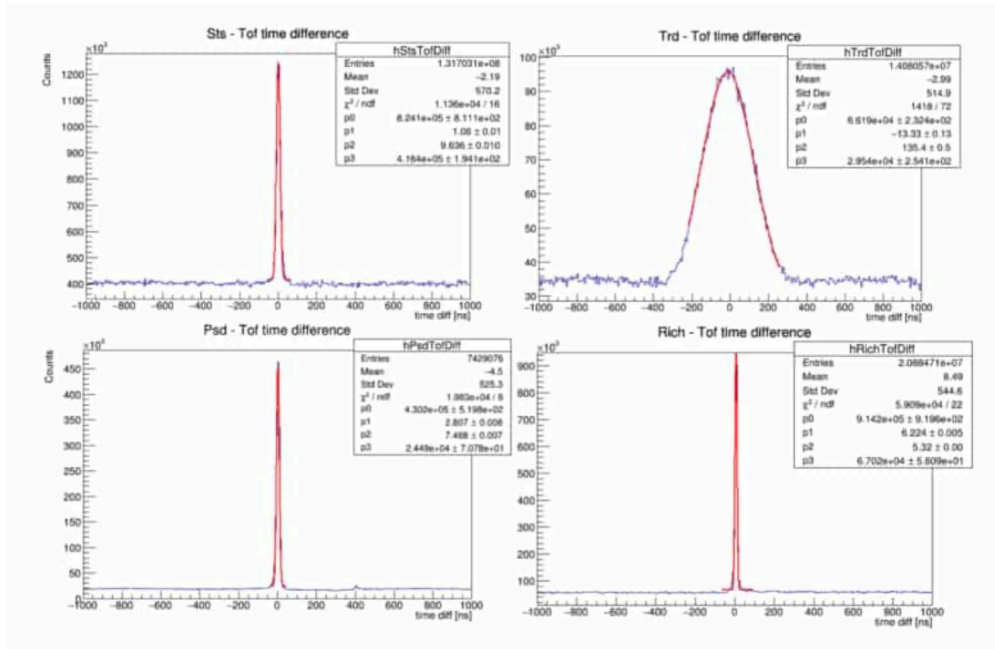 Sts - Tof time difference
Counts
×10³
1200
1100
1000
900
800
700
600
500
400
-1000 -800 -600 -400 -200 0 200 400 600 800 1000
time diff [ns]
hStsTofDiff
Entries 1.317031e+08
Mean -2.19
Std Dev 570.2
χ² / ndf 1.136e+04 / 16
p0 8.241e+05 ± 8.111e+02
p1 1.06 ± 0.01
p2 9.636 ± 0.010
p3 4.164e+05 ± 1.941e+02
Trd - Tof time difference
×10³
100
90
80
70
60
50
40
30
-1000 -800 -600 -400 -200 0 200 400 600 800 1000
time diff [ns]
hTrdTofDiff
Entries 1.408057e+07
Mean -2.99
Std Dev 514.9
χ² / ndf 1418 / 72
p0 6.619e+04 ± 2.324e+02
p1 -13.33 ± 0.13
p2 135.4 ± 0.5
p3 2.954e+04 ± 2.541e+02
Psd - Tof time difference
Counts
×10³
450
400
350
300
250
200
150
100
50
0
-1000 -800 -600 -400 -200 0 200 400 600 800 1000
time diff [ns]
hPsdTofDiff
Entries 7429076
Mean -4.5
Std Dev 525.3
χ² / ndf 1.983e+04 / 8
p0 4.302e+05 ± 5.198e+02
p1 2.807 ± 0.006
p2 7.468 ± 0.007
p3 2.449e+04 ± 7.078e+01
Rich - Tof time difference
×10³
900
800
700
600
500
400
300
200
100
-1000 -800 -600 -400 -200 0 200 400 600 800 1000
time diff [ns]
hRichTofDiff
Entries 2.088471e+07
Mean 8.49
Std Dev 544.6
χ² / ndf 5.909e+04 / 22
p0 9.142e+05 ± 9.196e+02
p1 6.224 ± 0.005
p2 5.32 ± 0.00
p3 6.702e+04 ± 5.609e+01